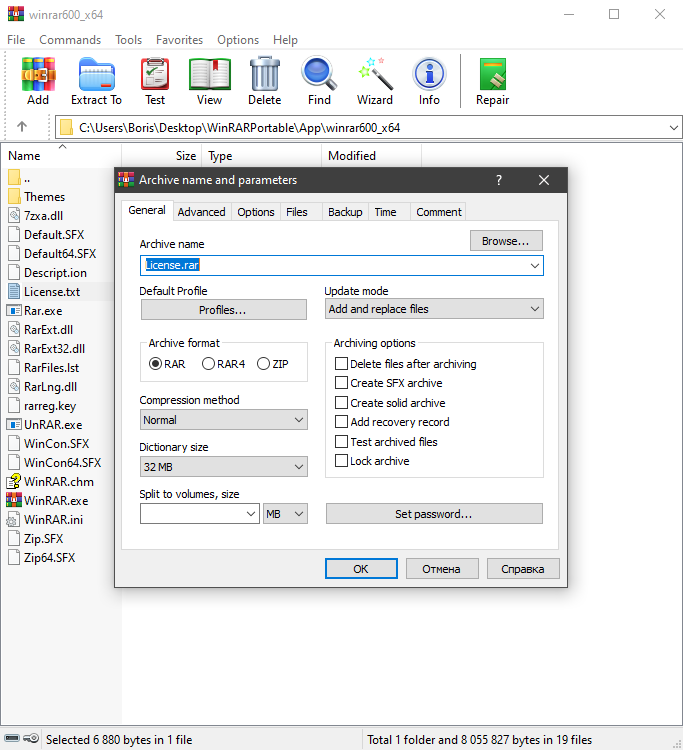 winrar600_x64
File Commands Tools Favorites Options Help
Add Extract To Test View Delete Find Wizard Info Repair
C:\Users\Boris\Desktop\WinRARPortable\App\winrar600_x64
Name Size Type Modified
..
Themes
7zxa.dll
Default.SFX
Default64.SFX
Descript.ion
License.txt
Rar.exe
RarExt.dll
RarExt32.dll
RarFiles.lst
RarLng.dll
rarreg.key
UnRAR.exe
WinCon.SFX
WinCon64.SFX
WinRAR.chm
WinRAR.exe
WinRAR.ini
Zip.SFX
Zip64.SFX
Archive name and parameters ?
General Advanced Options Files Backup Time Comment
Archive name Browse...
License.rar
Default Profile Update mode
Profiles... Add and replace files
Archive format Archiving options
RAR RAR4 ZIP Delete files after archiving
Create SFX archive
Compression method Create solid archive
Normal Add recovery record
Dictionary size Test archived files
32 MB Lock archive
Split to volumes, size
MB Set password...
OK Отмена Справка
Selected 6 880 bytes in 1 file Total 1 folder and 8 055 827 bytes in 19 files